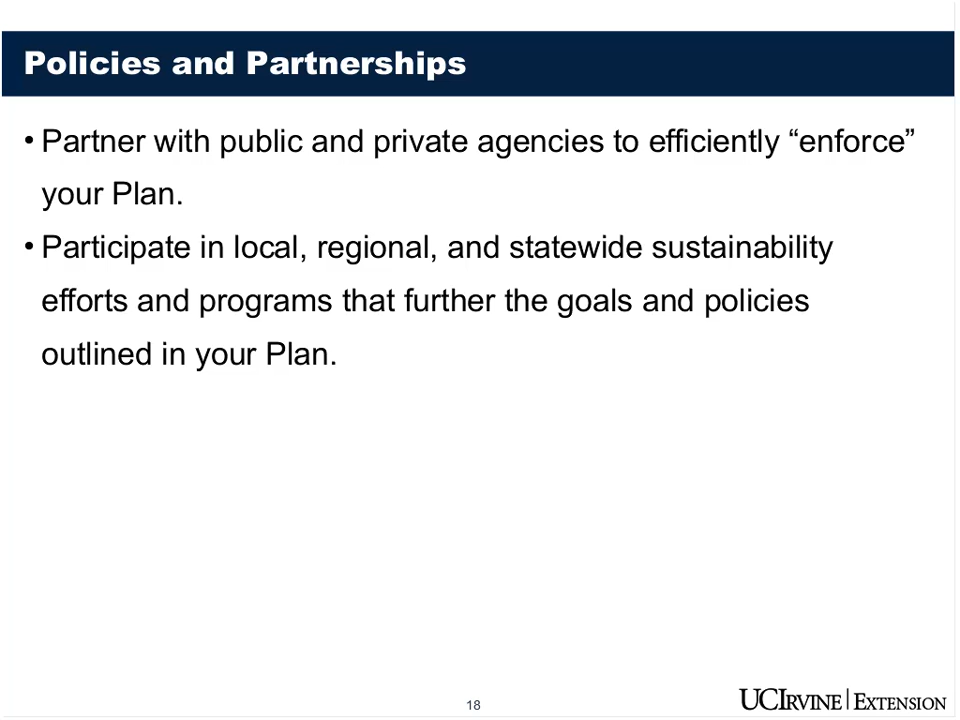 Policies and Partnerships
• Partner with public and private agencies to efficiently “enforce”
your Plan.
• Participate in local, regional, and statewide sustainability
efforts and programs that further the goals and policies
outlined in your Plan.
18
UCIRVINE | EXTENSION